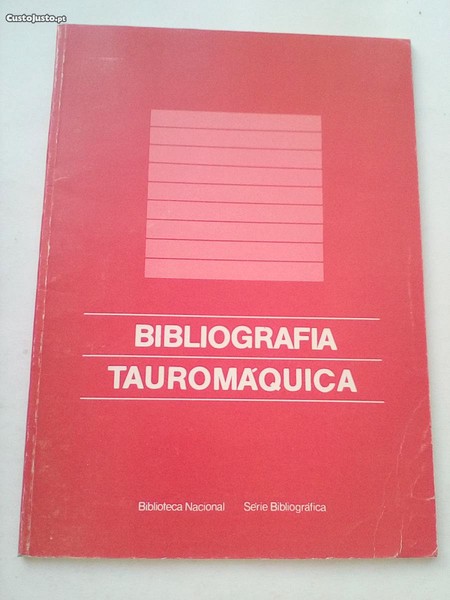 CustoJusto.pt
BIBLIOGRAFIA
TAUROMÁQUICA
Biblioteca Nacional Série Bibliográfica